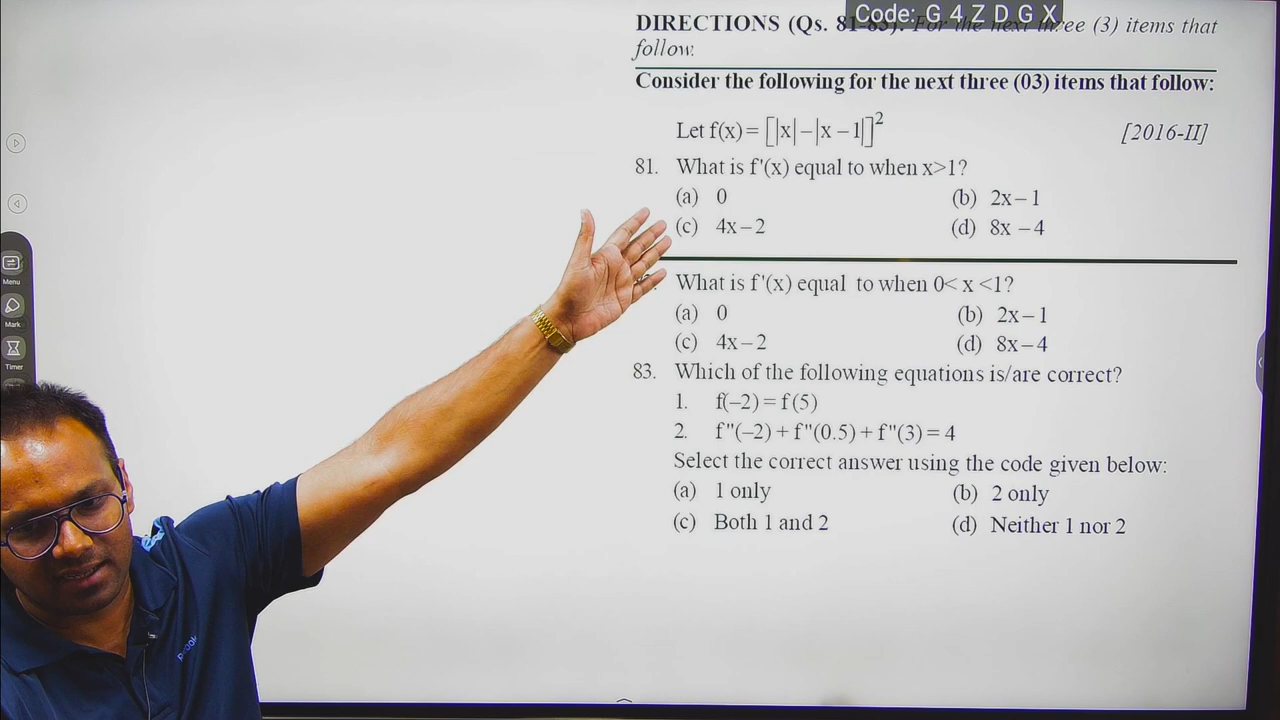 Code: G 4 Z D G X
DIRECTIONS (Qs. 81-83): For the next three (3) items that
follow.
Consider the following for the next three (03) items that follow:
Let f(x) = [|x|−|x − 1|]² [2016-II]
81. What is f'(x) equal to when x>1?
(a) 0 (b) 2x − 1
(c) 4x − 2 (d) 8x − 4
What is f'(x) equal to when 0< x <1?
(a) 0 (b) 2x − 1
(c) 4x − 2 (d) 8x − 4
83. Which of the following equations is/are correct?
1. f(−2) = f (5)
2. f"(−2) + f"(0.5) + f"(3) = 4
Select the correct answer using the code given below:
(a) 1 only (b) 2 only
(c) Both 1 and 2 (d) Neither 1 nor 2
Menu
Mark
Timer
Reebok